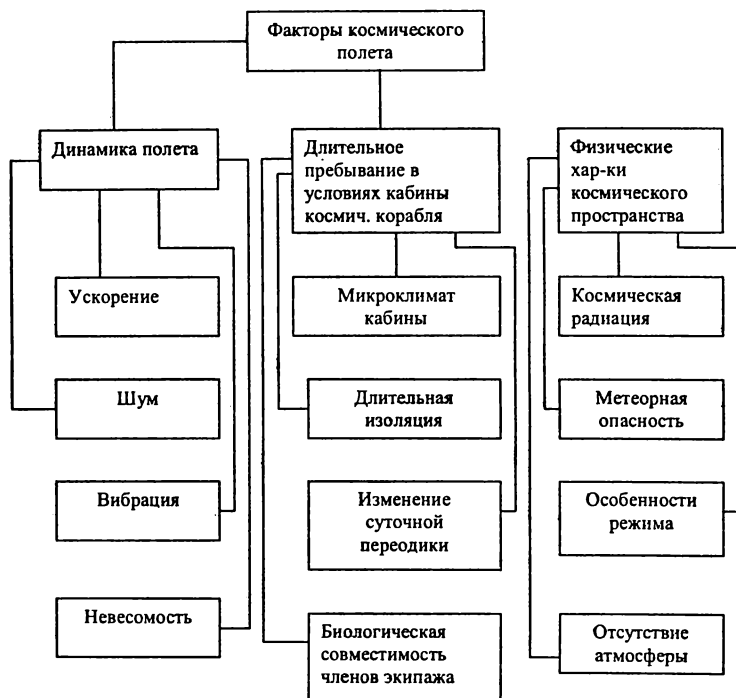 Факторы космического
полета
Динамика полета
Длительное
пребывание в
условиях кабины
космич. корабля
Физические
хар-ки
космического
пространства
Ускорение
Микроклимат
кабины
Космическая
радиация
Шум
Длительная
изоляция
Метеорная
опасность
Вибрация
Изменение
суточной
переодики
Особенности
режима
Невесомость
Биологическая
совместимость
членов экипажа
Отсутствие
атмосферы